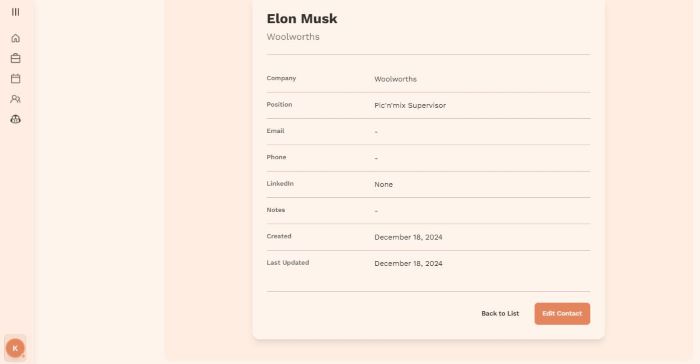 Elon Musk
Woolworths
Company Woolworths
Position Pic'n'mix Supervisor
Email -
Phone -
LinkedIn None
Notes -
Created December 18, 2024
Last Updated December 18, 2024
Back to List Edit Contact
K